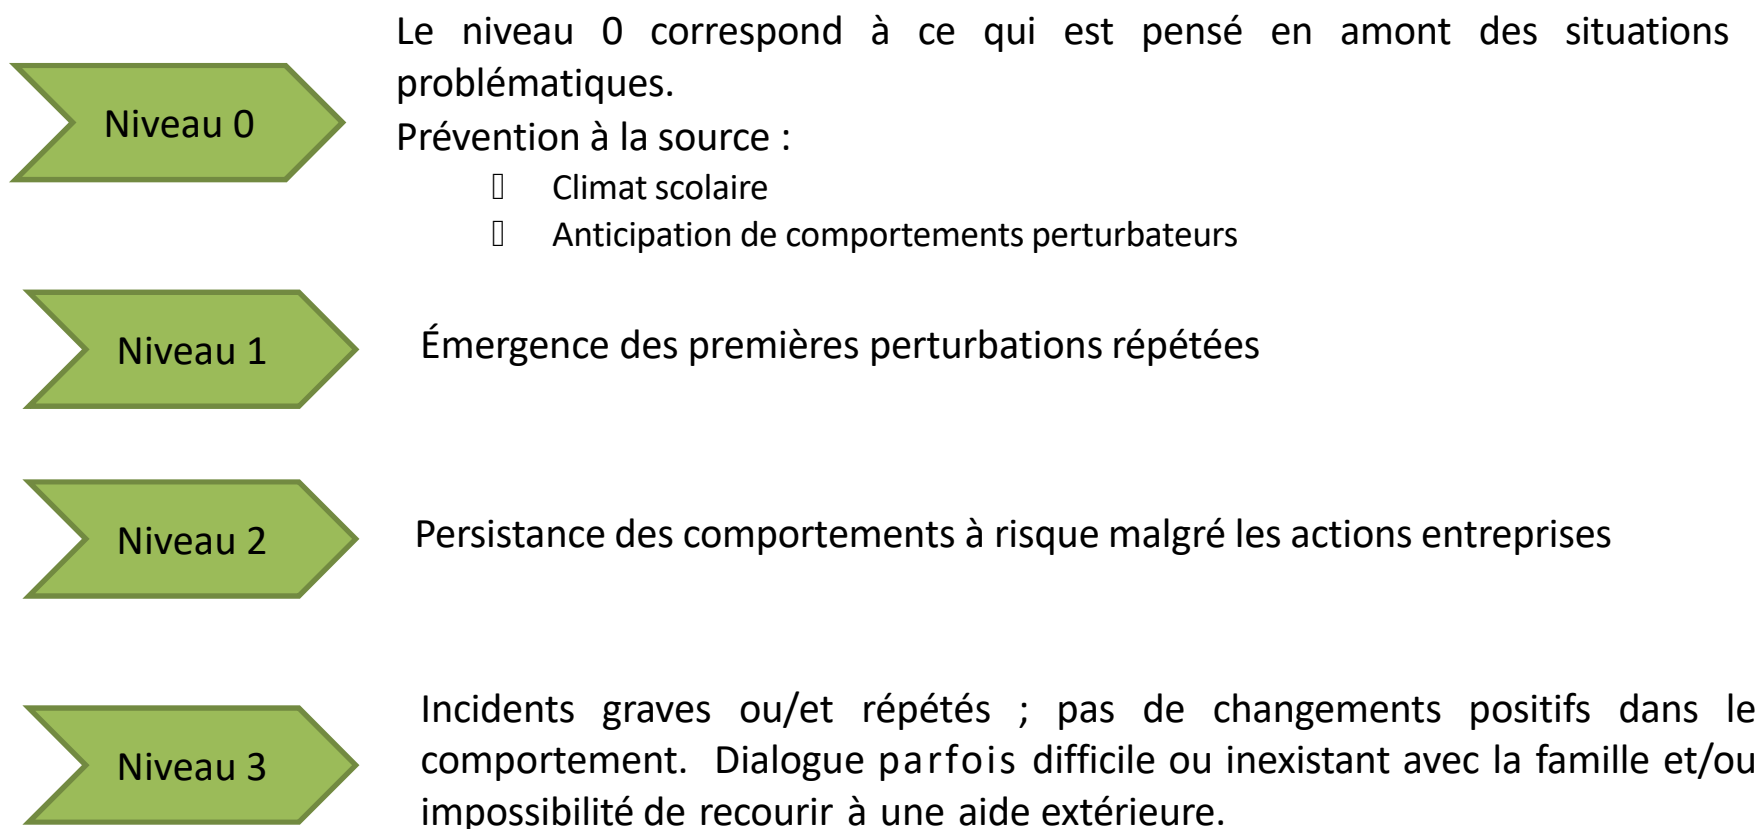 Niveau 0
Le niveau 0 correspond à ce qui est pensé en amont des situations
problématiques.
Prévention à la source :
Climat scolaire
Anticipation de comportements perturbateurs
Niveau 1
Émergence des premières perturbations répétées
Niveau 2
Persistance des comportements à risque malgré les actions entreprises
Niveau 3
Incidents graves ou/et répétés ; pas de changements positifs dans le
comportement. Dialogue parfois difficile ou inexistant avec la famille et/ou
impossibilité de recourir à une aide extérieure.